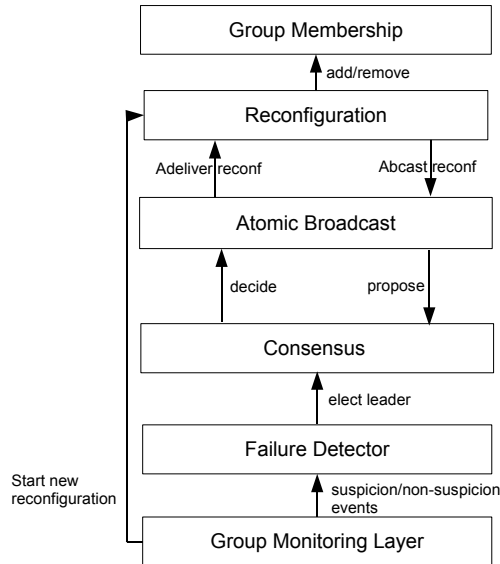 Group Membership
add/remove
Reconfiguration
Adeliver reconf
Abcast reconf
Atomic Broadcast
decide
propose
Consensus
elect leader
Failure Detector
Start new
reconfiguration
suspicion/non-suspicion
events
Group Monitoring Layer